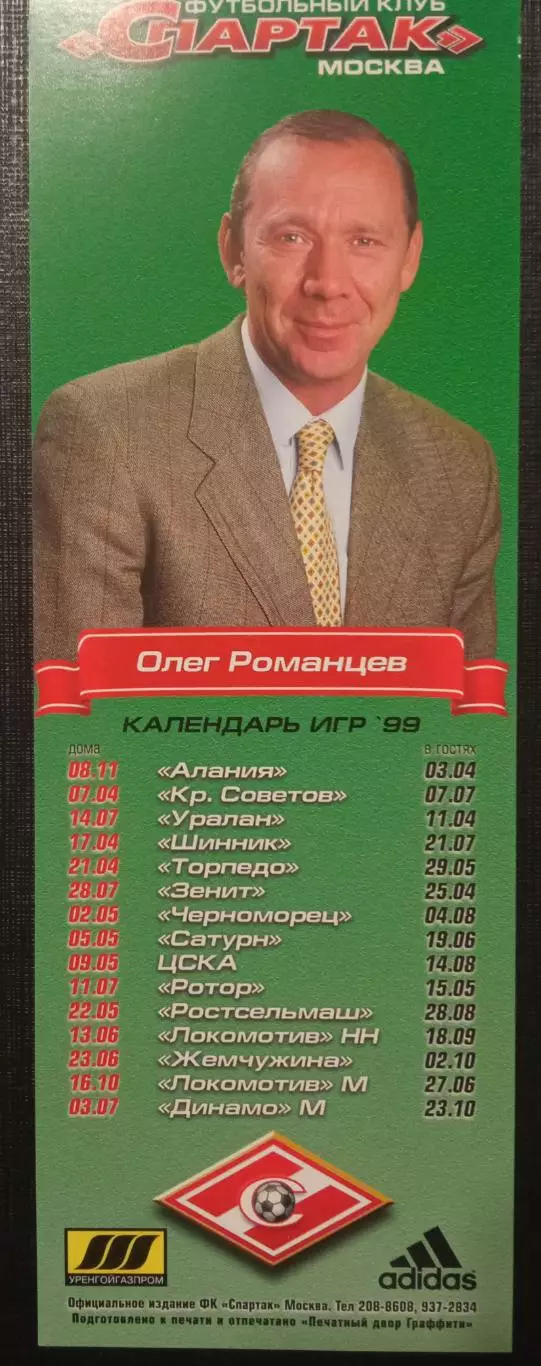 ФУТБОЛЬНЫЙ КЛУБ
«СПАРТАК»
МОСКВА
Олег Романцев
КАЛЕНДАРЬ ИГР `99
дома в гостях
08.11 «Алания» 03.04
07.04 «Кр. Советов» 07.07
14.07 «Уралан» 11.04
17.04 «Шинник» 21.07
21.04 «Торпедо» 29.05
28.07 «Зенит» 25.04
02.05 «Черноморец» 04.08
05.05 «Сатурн» 19.06
09.05 ЦСКА 14.08
11.07 «Ротор» 15.05
22.05 «Ростсельмаш» 28.08
13.06 «Локомотив» НН 18.09
23.06 «Жемчужина» 02.10
16.10 «Локомотив» М 27.06
03.07 «Динамо» М 23.10
С
УРЕНГОЙГАЗПРОМ
adidas
Официальное издание ФК «Спартак» Москва. Тел 208-8608, 937-2834
Подготовлено к печати и отпечатано «Печатный двор Граффити»